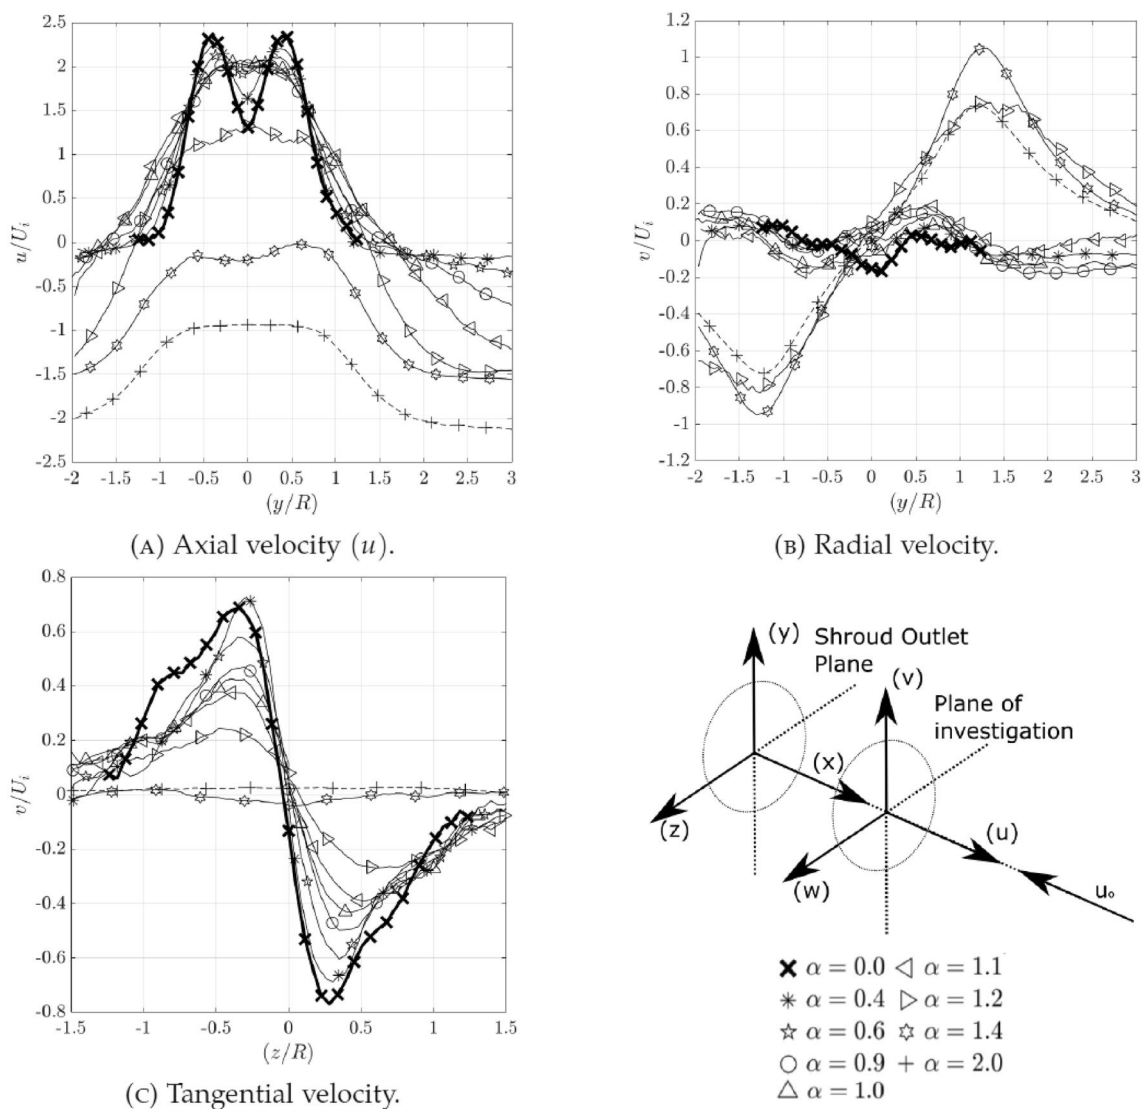 2.5
2
1.5
1
0.5
0
-0.5
-1
-1.5
-2
-2.5
u/U_i
-2 -1.5 -1 -0.5 0 0.5 1 1.5 2 2.5 3
(y/R)
(A) Axial velocity (u).
1.2
1
0.8
0.6
0.4
0.2
0
-0.2
-0.4
-0.6
-0.8
-1
-1.2
v/U_i
-2 -1.5 -1 -0.5 0 0.5 1 1.5 2 2.5 3
(y/R)
(B) Radial velocity.
0.8
0.6
0.4
0.2
0
-0.2
-0.4
-0.6
-0.8
v/U_i
-1.5 -1 -0.5 0 0.5 1 1.5
(z/R)
(C) Tangential velocity.
(y)
Shroud Outlet
Plane
(v)
Plane of
investigation
(x)
(z)
(u)
(w)
u₀
α = 0.0 α = 1.1
α = 0.4 α = 1.2
α = 0.6 α = 1.4
α = 0.9 α = 2.0
α = 1.0